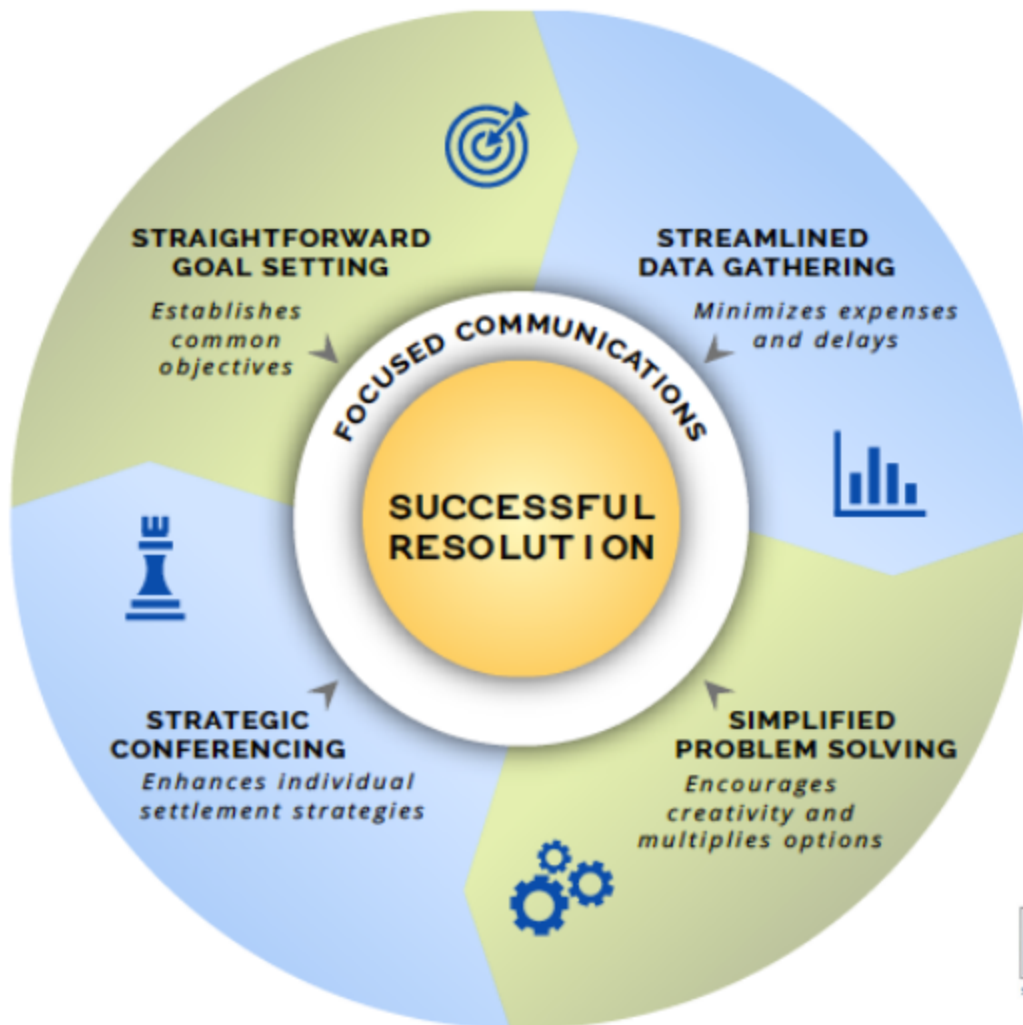 STRAIGHTFORWARD
GOAL SETTING
Establishes
common
objectives
STREAMLINED
DATA GATHERING
Minimizes expenses
and delays
FOCUSED COMMUNICATIONS
SUCCESSFUL
RESOLUTION
STRATEGIC
CONFERENCING
Enhances individual
settlement strategies
SIMPLIFIED
PROBLEM SOLVING
Encourages
creativity and
multiplies options